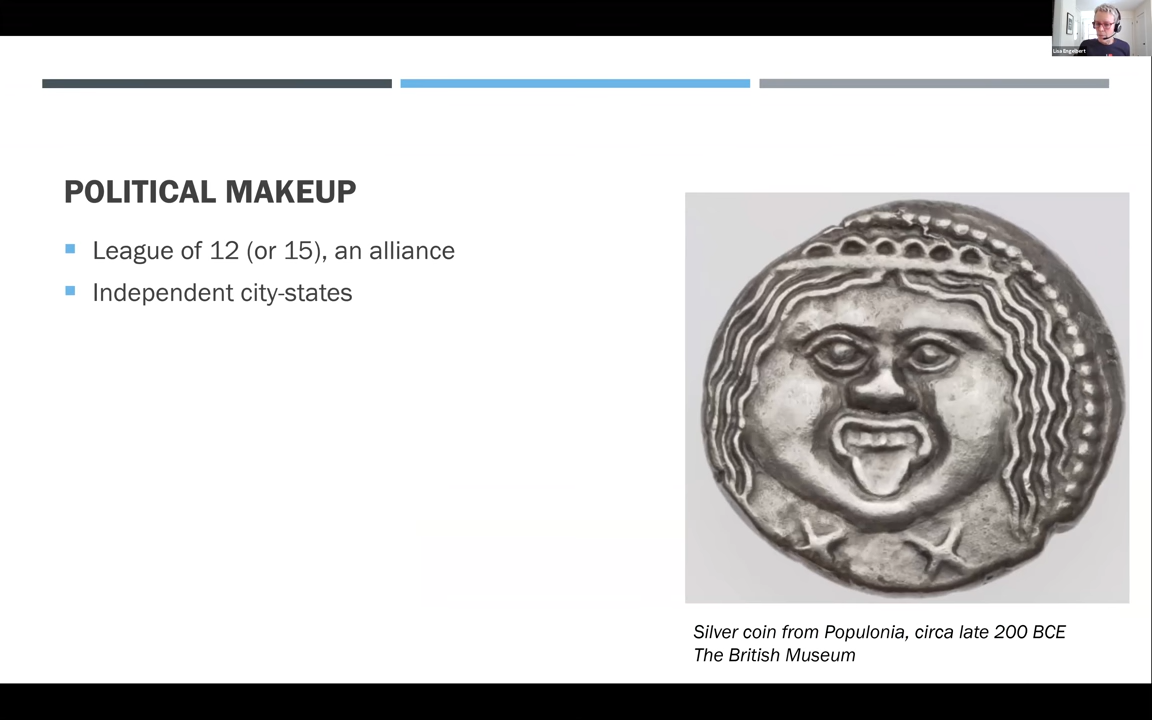 Lisa Engelbert
POLITICAL MAKEUP
League of 12 (or 15), an alliance
Independent city-states
Silver coin from Populonia, circa late 200 BCE
The British Museum